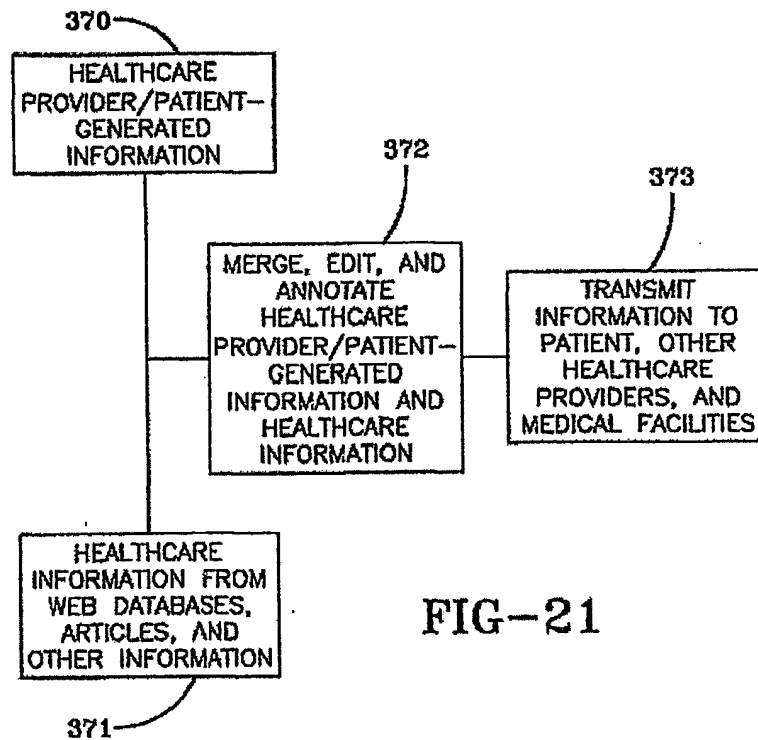 370
HEALTHCARE
PROVIDER/PATIENT-
GENERATED
INFORMATION
372
MERGE, EDIT, AND
ANNOTATE
HEALTHCARE
PROVIDER/PATIENT-
GENERATED
INFORMATION AND
HEALTHCARE
INFORMATION
373
TRANSMIT
INFORMATION TO
PATIENT, OTHER
HEALTHCARE
PROVIDERS, AND
MEDICAL FACILITIES
HEALTHCARE
INFORMATION FROM
WEB DATABASES,
ARTICLES, AND
OTHER INFORMATION
371
FIG-21